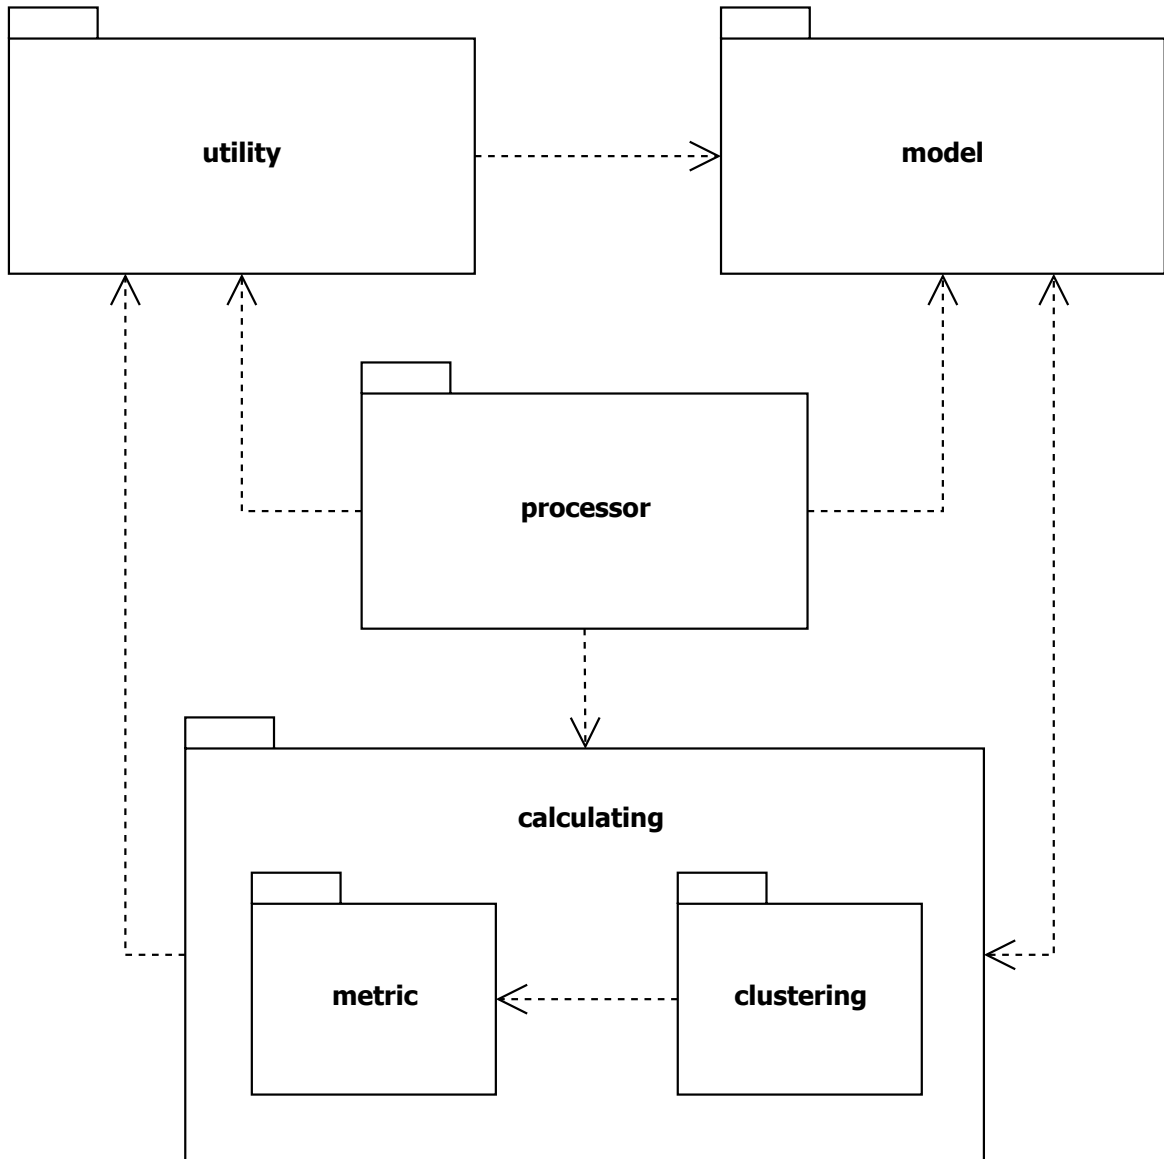 utility
model
processor
calculating
metric
clustering